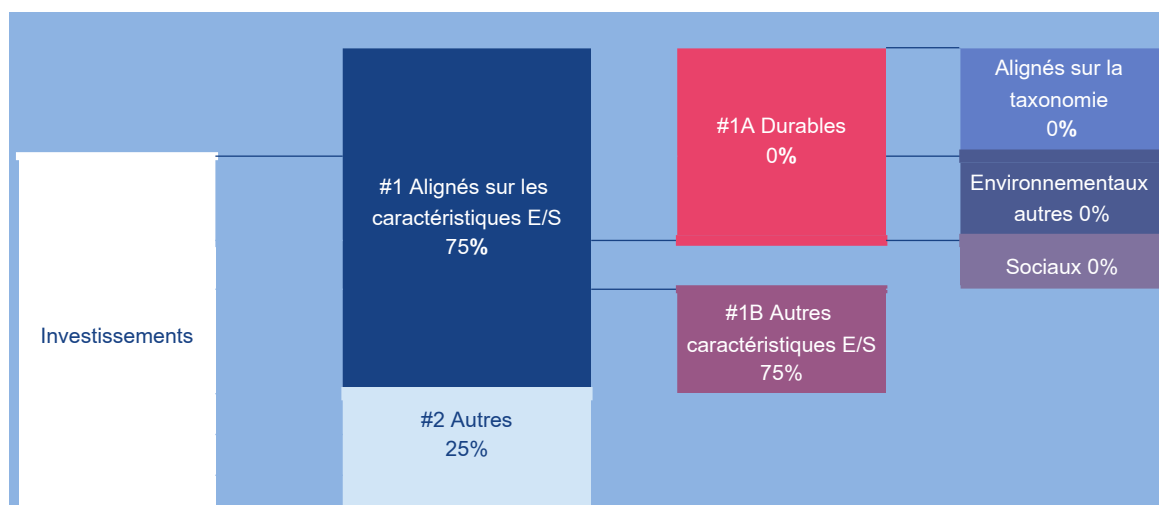 Investissements
#1 Alignés sur les
caractéristiques E/S
75%
#2 Autres
25%
#1A Durables
0%
#1B Autres
caractéristiques E/S
75%
Alignés sur la
taxonomie
0%
Environnementaux
autres 0%
Sociaux 0%